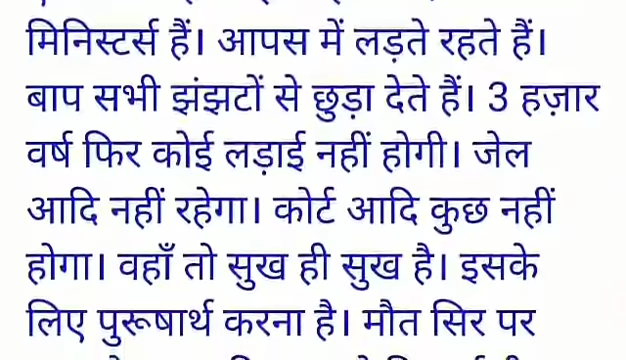 मिनिस्टर्स हैं। आपस में लड़ते रहते हैं।
बाप सभी झंझटों से छुड़ा देते हैं। 3 हज़ार
वर्ष फिर कोई लड़ाई नहीं होगी। जेल
आदि नहीं रहेगा। कोर्ट आदि कुछ नहीं
होगा। वहाँ तो सुख ही सुख है। इसके
लिए पुरूषार्थ करना है। मौत सिर पर